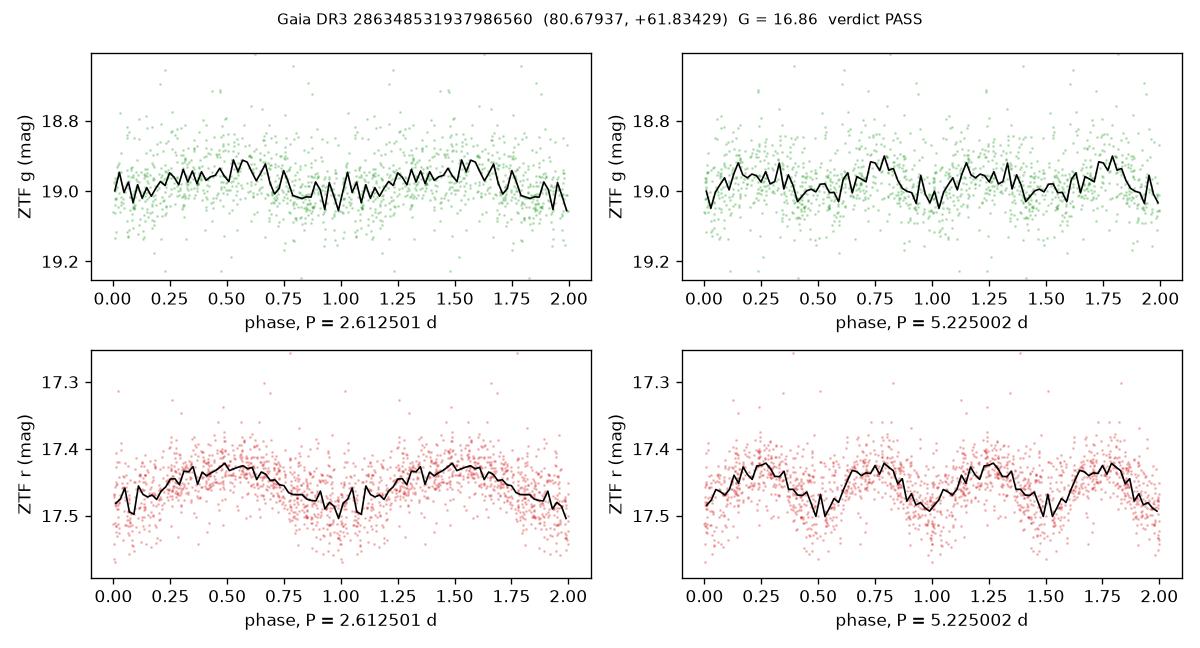 Gaia DR3 286348531937986560  (80.67937, +61.83429)  G = 16.86  verdict PASS
ZTF g (mag)
18.8
19.0
19.2
0.00 0.25 0.50 0.75 1.00 1.25 1.50 1.75 2.00
phase, P = 2.612501 d
ZTF g (mag)
18.8
19.0
19.2
0.00 0.25 0.50 0.75 1.00 1.25 1.50 1.75 2.00
phase, P = 5.225002 d
ZTF r (mag)
17.3
17.4
17.5
0.00 0.25 0.50 0.75 1.00 1.25 1.50 1.75 2.00
phase, P = 2.612501 d
ZTF r (mag)
17.3
17.4
17.5
0.00 0.25 0.50 0.75 1.00 1.25 1.50 1.75 2.00
phase, P = 5.225002 d